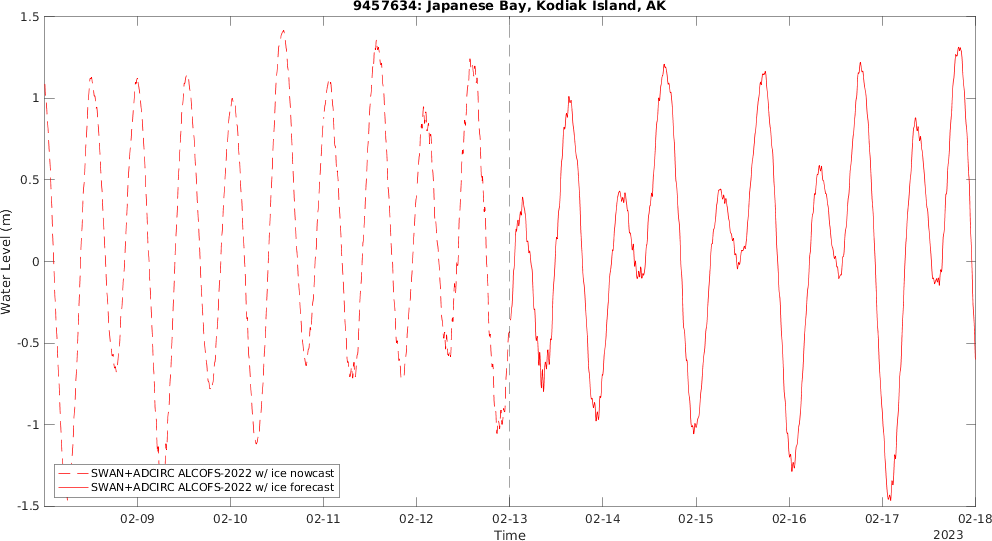 9457634: Japanese Bay, Kodiak Island, AK
1.5
1
0.5
0
-0.5
-1
-1.5
Water Level (m)
SWAN+ADCIRC ALCOFS-2022 w/ ice nowcast
SWAN+ADCIRC ALCOFS-2022 w/ ice forecast
02-09 02-10 02-11 02-12 02-13 02-14 02-15 02-16 02-17 02-18
Time
2023